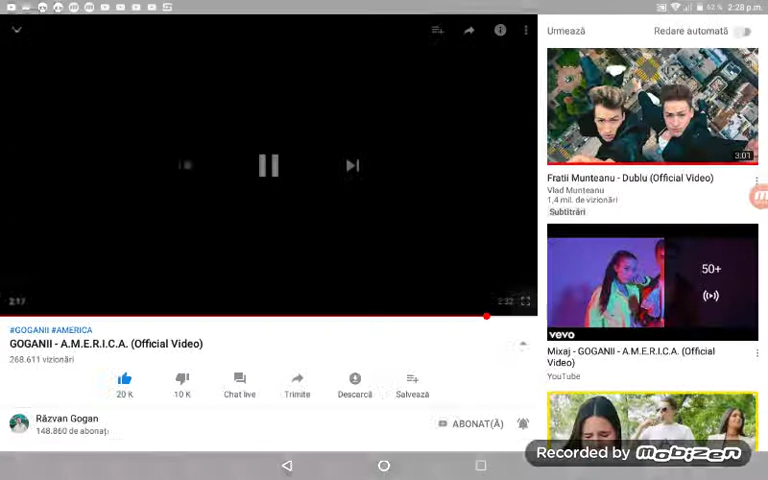 62 % 2:28 p.m.
Urmează
Redare automată
3:01
Fratii Munteanu - Dublu (Official Video)
Vlad Munteanu
1,4 mil. de vizionări
Subtitrări
2:17
2:32
50+
vevo
Mixaj - GOGANII - A.M.E.R.I.C.A. (Official
Video)
YouTube
#GOGANII #AMERICA
GOGANII - A.M.E.R.I.C.A. (Official Video)
268.611 vizionări
20 K
10 K
Chat live
Trimite
Descarcă
Salvează
Răzvan Gogan
148.860 de abonați
ABONAT(Ă)
Recorded by mobizen